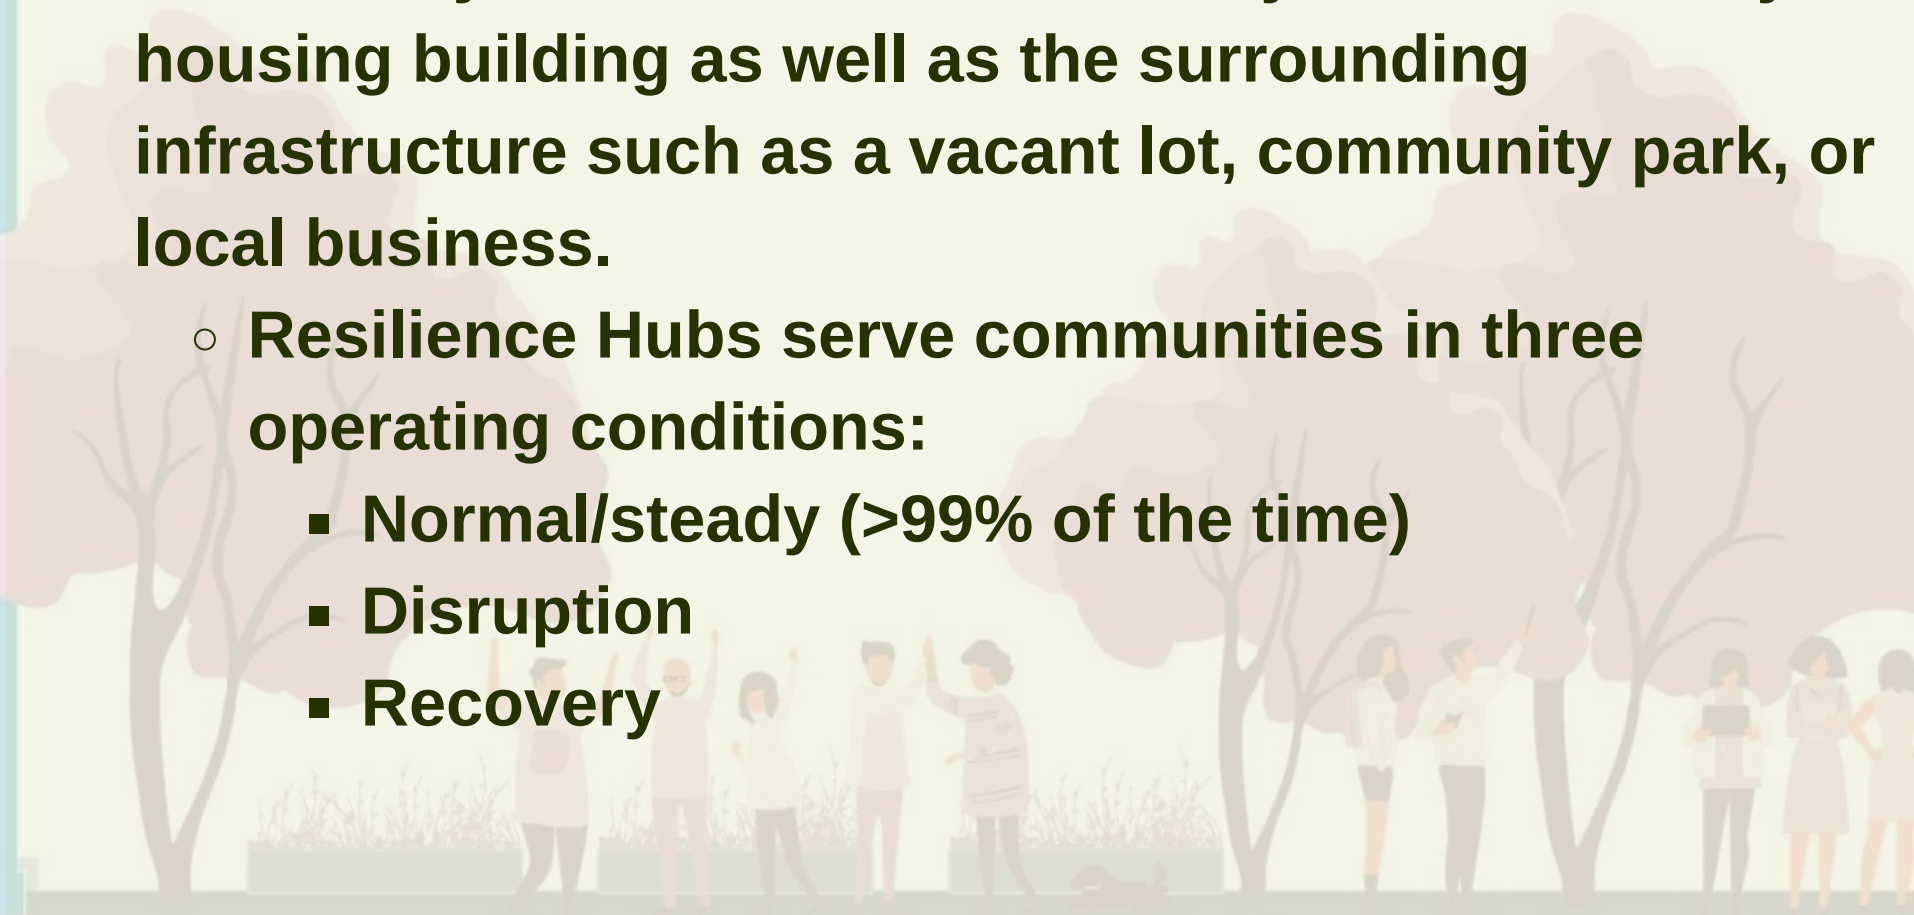 housing building as well as the surrounding
infrastructure such as a vacant lot, community park, or
local business.
○ Resilience Hubs serve communities in three
operating conditions:
▪ Normal/steady (>99% of the time)
▪ Disruption
▪ Recovery